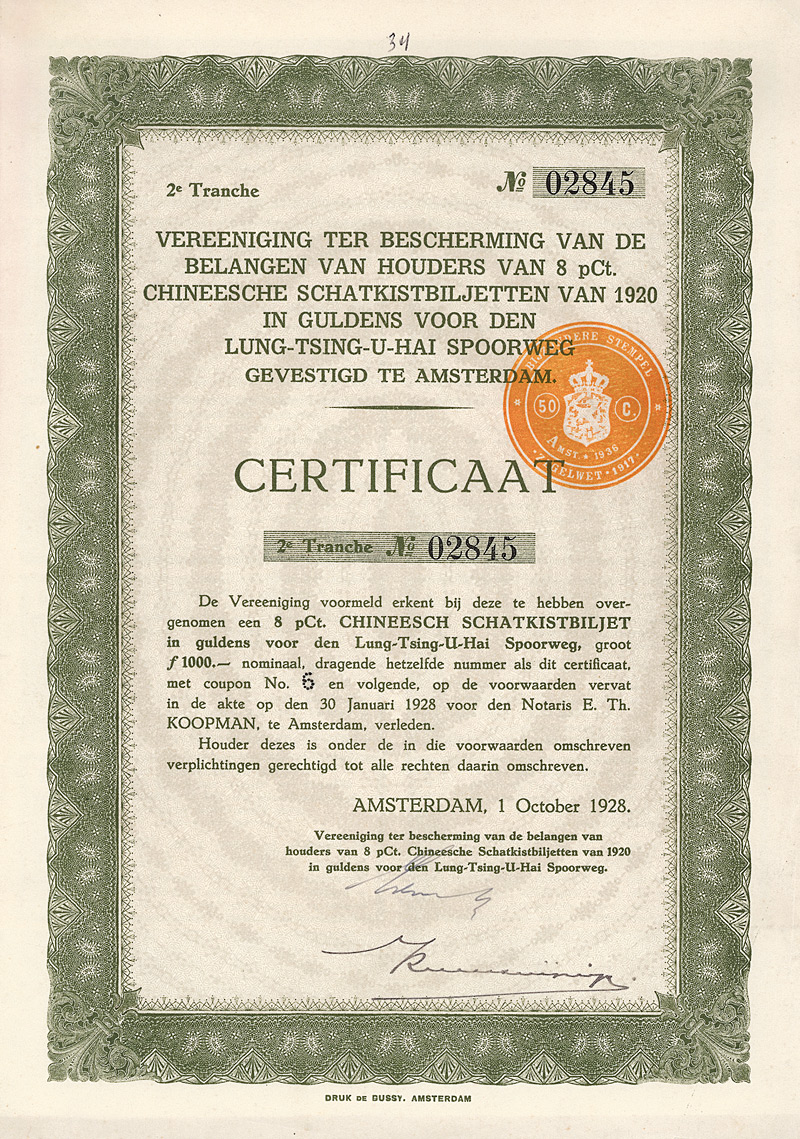 34
2e Tranche
No 02845
VEREENIGING TER BESCHERMING VAN DE
BELANGEN VAN HOUDERS VAN 8 pCt.
CHINEESCHE SCHATKISTBILJETTEN VAN 1920
IN GULDENS VOOR DEN
LUNG-TSING-U-HAI SPOORWEG
GEVESTIGD TE AMSTERDAM.
STEMPEL
50 C.
AMST. * 1936
ZEGELWET • 1917
CERTIFICAAT
2e Tranche No 02845
De Vereeniging voormeld erkent bij deze te hebben over-
genomen een 8 pCt. CHINEESCH SCHATKISTBILJET
in guldens voor den Lung-Tsing-U-Hai Spoorweg, groot
ƒ 1000.— nominaal, dragende hetzelfde nummer als dit certificaat,
met coupon No. 6 en volgende, op de voorwaarden vervat
in de akte op den 30 Januari 1928 voor den Notaris E. Th.
KOOPMAN, te Amsterdam, verleden.
Houder dezes is onder de in die voorwaarden omschreven
verplichtingen gerechtigd tot alle rechten daarin omschreven.
AMSTERDAM, 1 October 1928.
Vereeniging ter bescherming van de belangen van
houders van 8 pCt. Chineesche Schatkistbiljetten van 1920
in guldens voor den Lung-Tsing-U-Hai Spoorweg.
DRUK DE BUSSY. AMSTERDAM